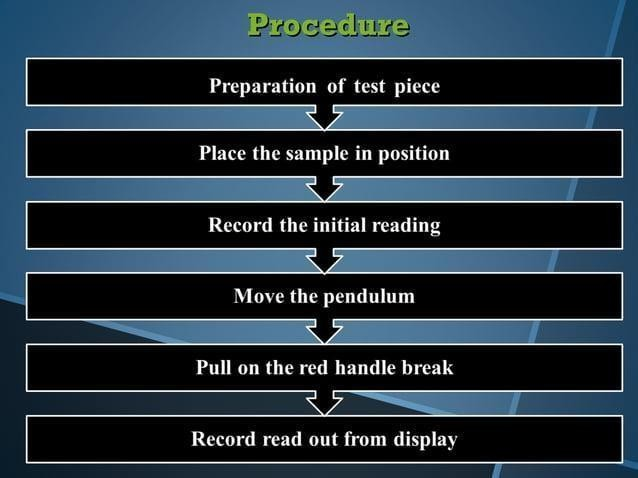 Procedure
Preparation of test piece
Place the sample in position
Record the initial reading
Move the pendulum
Pull on the red handle break
Record read out from display